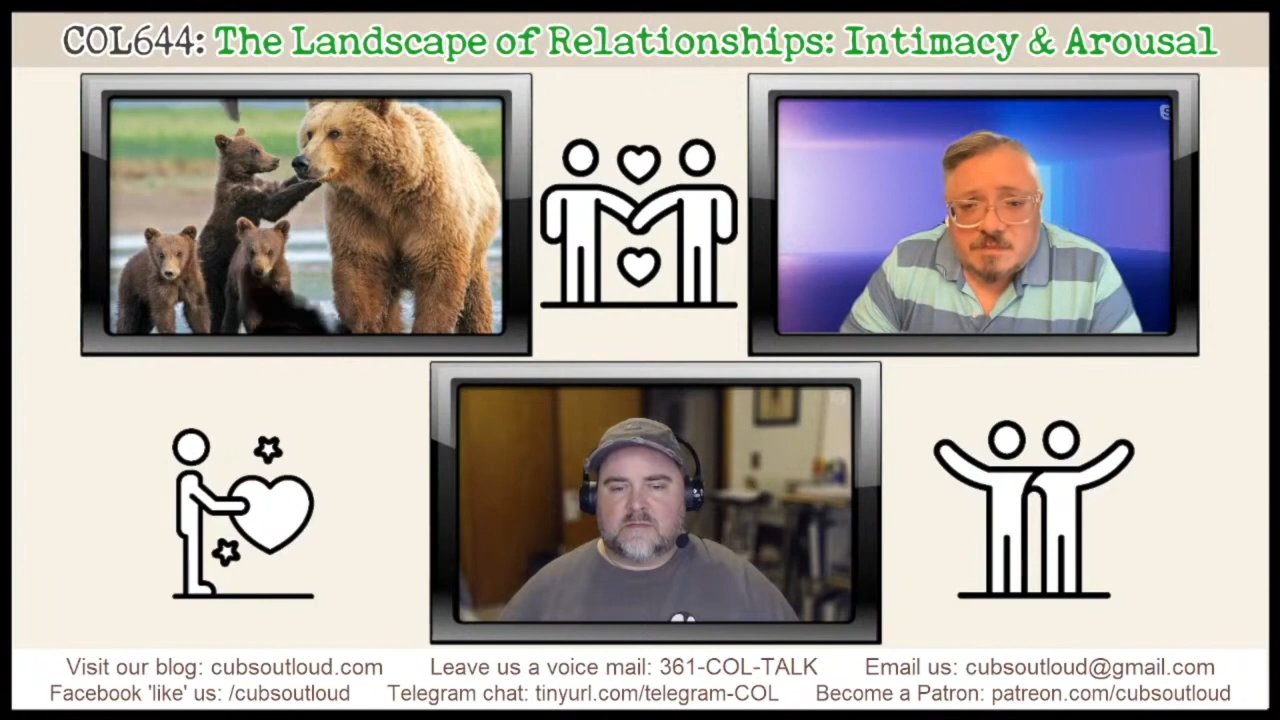 COL644: The Landscape of Relationships: Intimacy & Arousal
Visit our blog: cubsoutloud.com Leave us a voice mail: 361-COL-TALK Email us: cubsoutloud@gmail.com
Facebook 'like' us: /cubsoutloud Telegram chat: tinyurl.com/telegram-COL Become a Patron: patreon.com/cubsoutloud